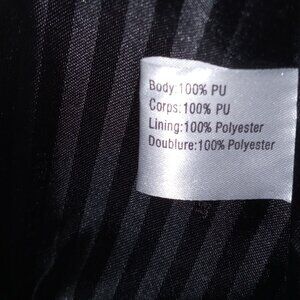 Body:100% PU
Corps:100% PU
Lining:100% Polyester
Doublure:100% Polyester